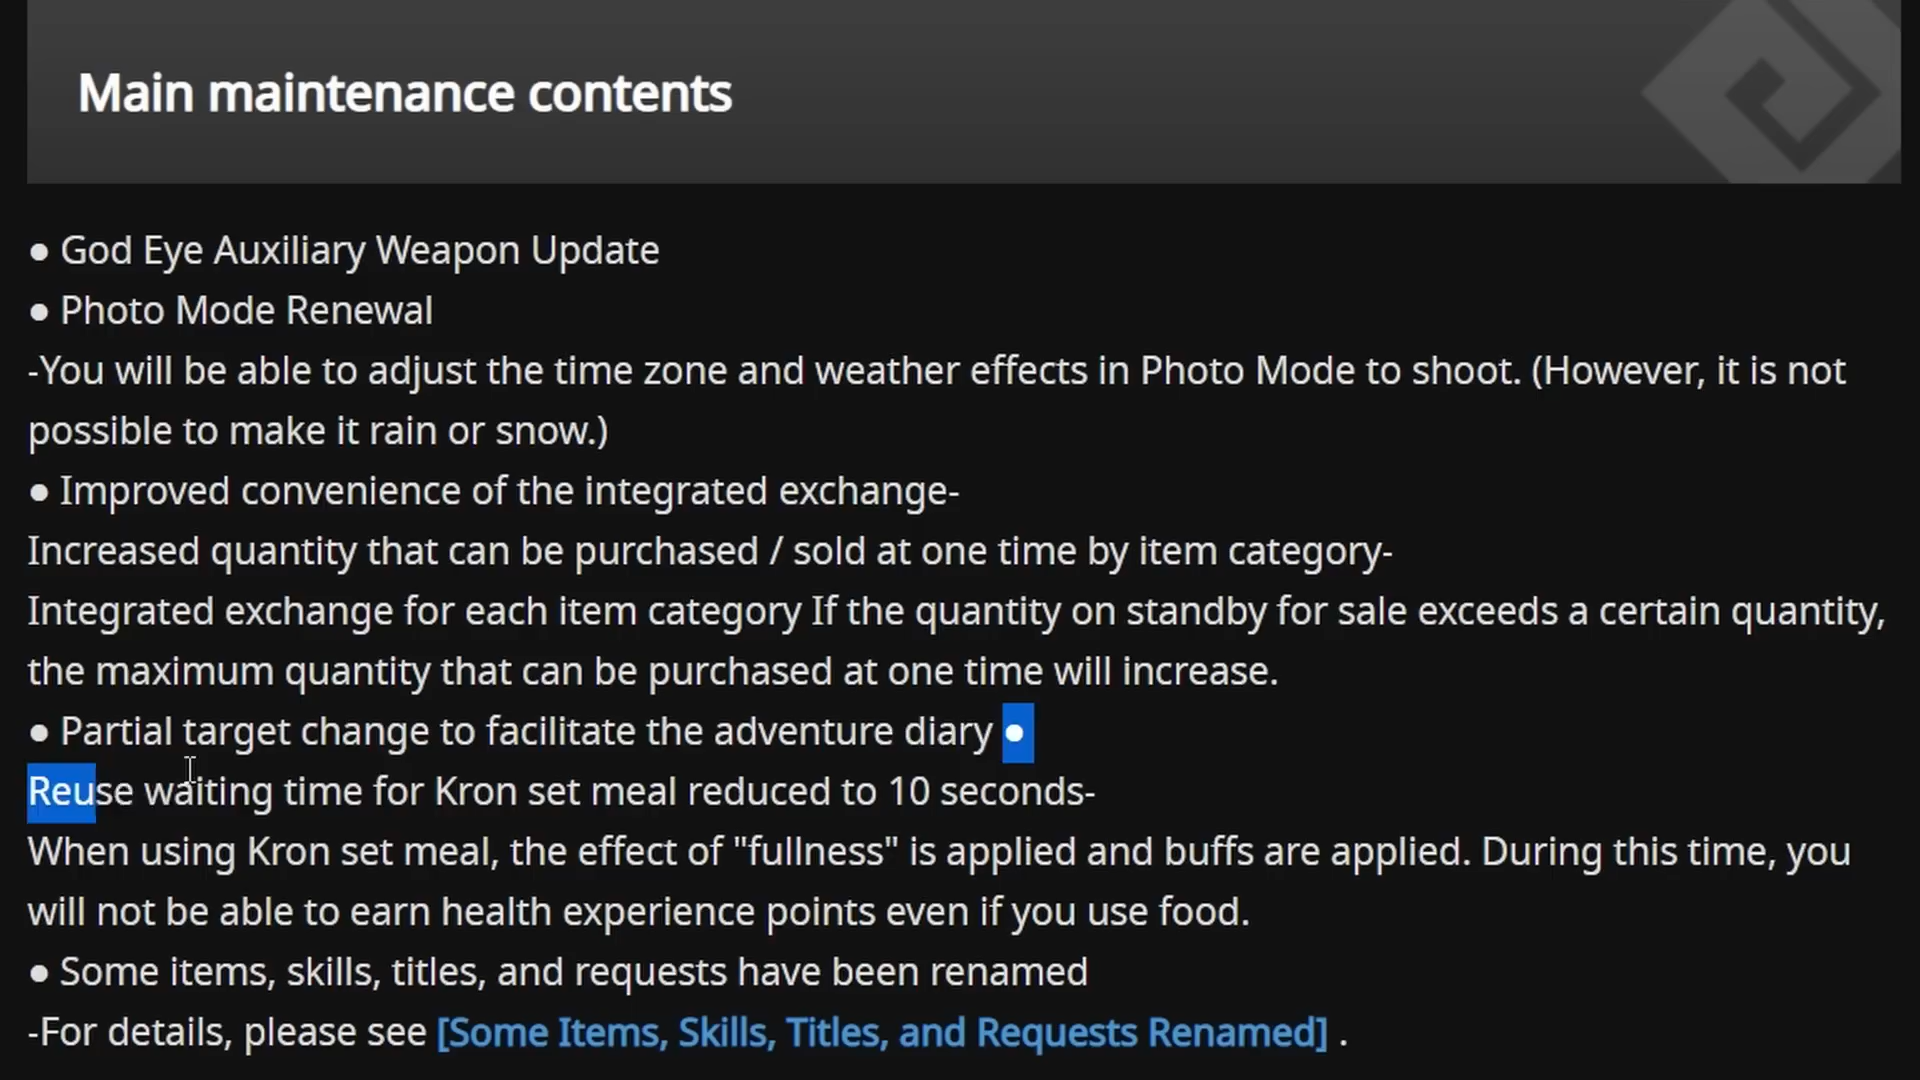 Main maintenance contents
● God Eye Auxiliary Weapon Update
● Photo Mode Renewal
-You will be able to adjust the time zone and weather effects in Photo Mode to shoot. (However, it is not
possible to make it rain or snow.)
● Improved convenience of the integrated exchange-
Increased quantity that can be purchased / sold at one time by item category-
Integrated exchange for each item category If the quantity on standby for sale exceeds a certain quantity,
the maximum quantity that can be purchased at one time will increase.
● Partial target change to facilitate the adventure diary ●
Reuse waiting time for Kron set meal reduced to 10 seconds-
When using Kron set meal, the effect of "fullness" is applied and buffs are applied. During this time, you
will not be able to earn health experience points even if you use food.
● Some items, skills, titles, and requests have been renamed
-For details, please see [Some Items, Skills, Titles, and Requests Renamed] .